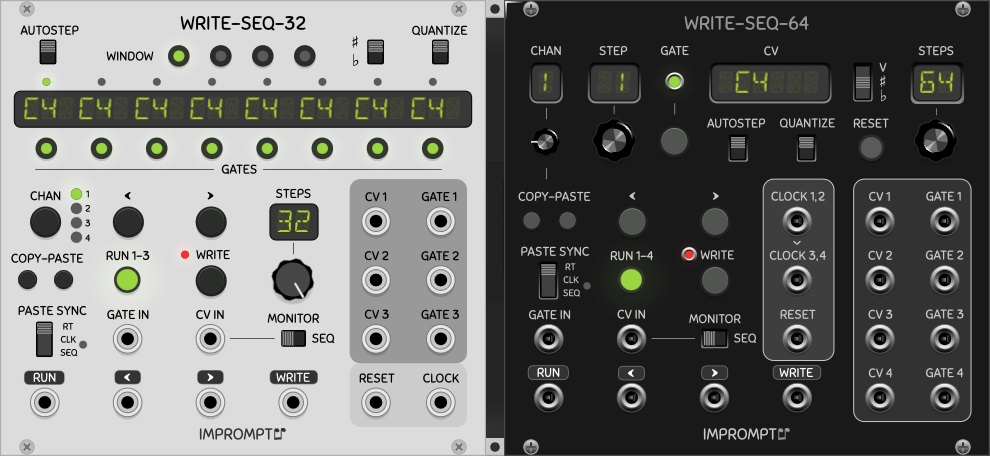 WRITE-SEQ-32
AUTOSTEP
WINDOW
♯
♭
QUANTIZE
C4 C4 C4 C4 C4 C4 C4 C4
GATES
CHAN
1
2
3
4
<
>
STEPS
32
COPY-PASTE
RUN 1-3
WRITE
PASTE SYNC
RT
CLK
SEQ
GATE IN
CV IN
MONITOR
SEQ
RUN
<
>
WRITE
CV 1 GATE 1
CV 2 GATE 2
CV 3 GATE 3
RESET CLOCK
IMPROMPTU
WRITE-SEQ-64
CHAN STEP GATE CV STEPS
1 1 C4 64
V
♯
♭
AUTOSTEP QUANTIZE RESET
COPY-PASTE
<
>
PASTE SYNC
RT
CLK
SEQ
RUN 1-4
WRITE
GATE IN
CV IN
MONITOR
SEQ
RUN
<
>
WRITE
CLOCK 1,2
CLOCK 3,4
RESET
CV 1 GATE 1
CV 2 GATE 2
CV 3 GATE 3
CV 4 GATE 4
IMPROMPTU